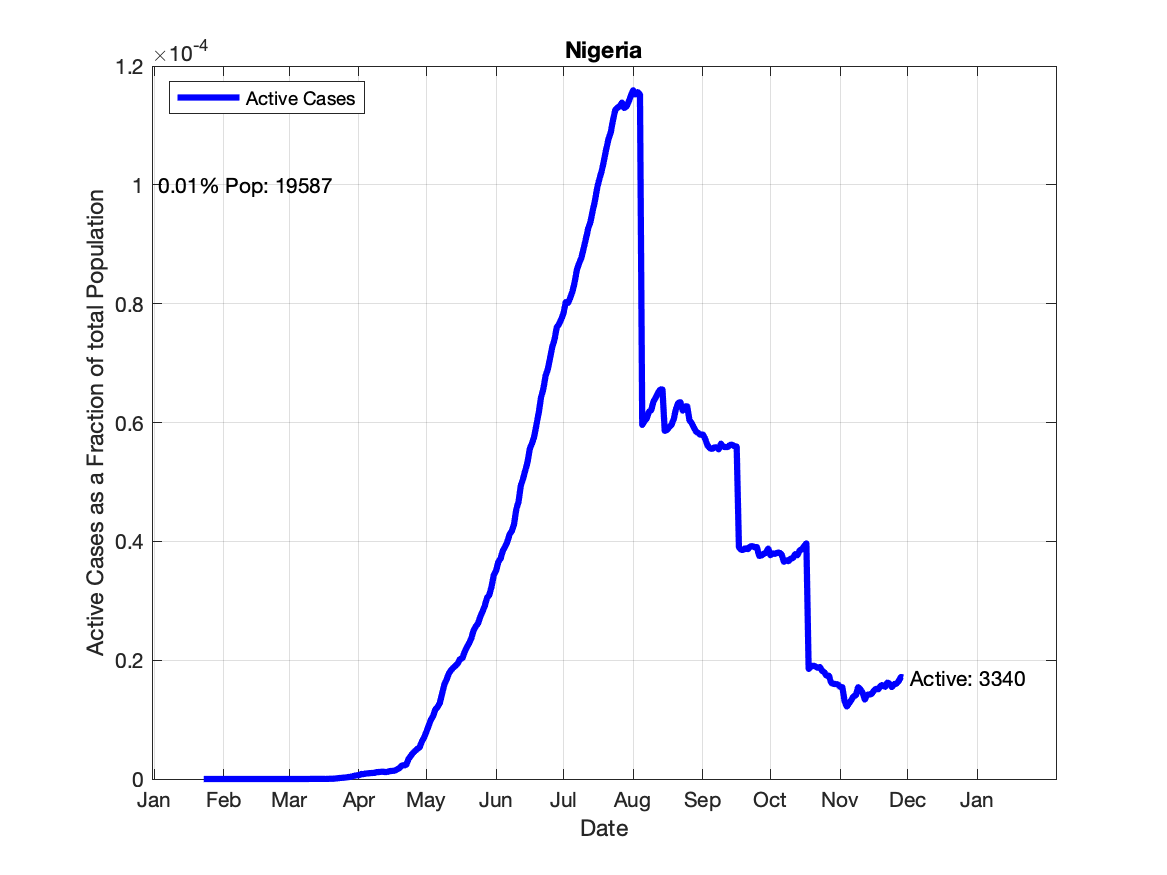 Nigeria
×10-4
1.2
Active Cases
1
0.01% Pop: 19587
0.8
0.6
0.4
0.2
0
Active: 3340
Active Cases as a Fraction of total Population
Jan Feb Mar Apr May Jun Jul Aug Sep Oct Nov Dec Jan
Date